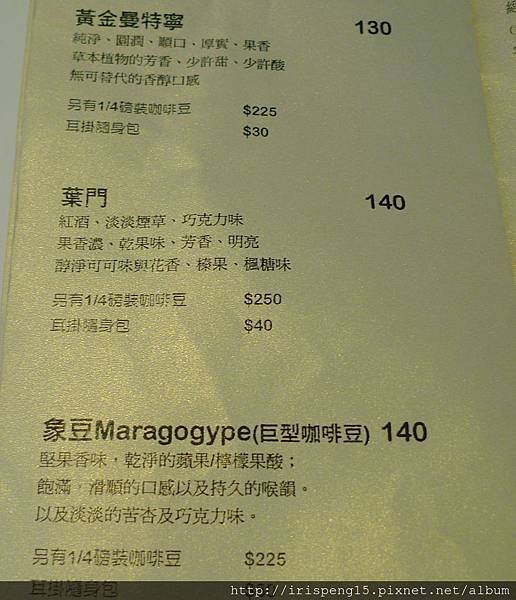 黃金曼特寧 130
純淨、圓潤、順口、厚實、果香
草本植物的芳香、少許甜、少許酸
無可替代的香醇口感
另有1/4磅裝咖啡豆 $225
耳掛隨身包 $30
葉門 140
紅酒、淡淡煙草、巧克力味
果香濃、乾果味、芳香、明亮
醇淨可可味與花香、榛果、楓糖味
另有1/4磅裝咖啡豆 $250
耳掛隨身包 $40
象豆Maragogype(巨型咖啡豆) 140
堅果香味，乾淨的蘋果/檸檬果酸；
飽滿，滑順的口感以及持久的喉韻。
以及淡淡的苦杏及巧克力味。
另有1/4磅裝咖啡豆 $225
耳掛隨身包
http://irispeng15.pixnet.net/album